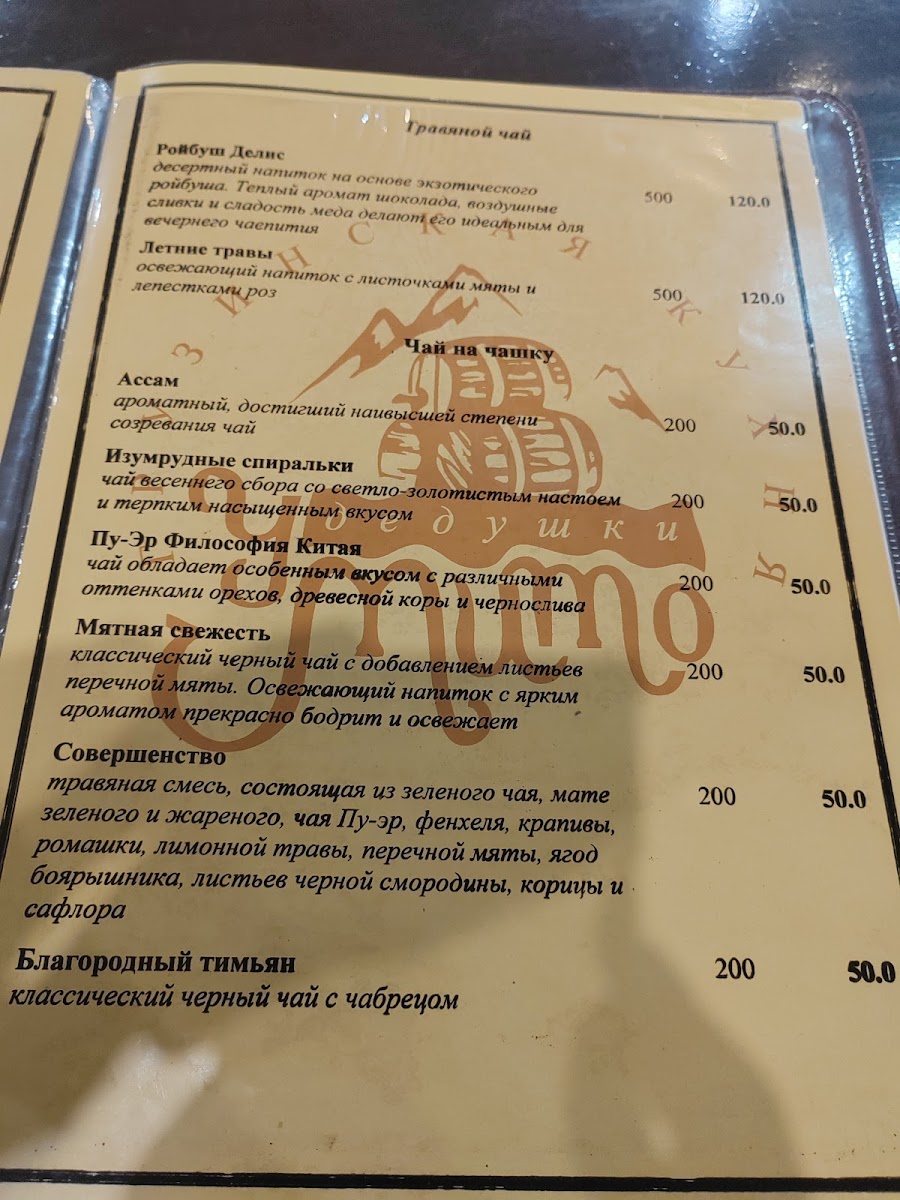 Травяной чай
Ройбуш Делис
десертный напиток на основе экзотического
ройбуша. Теплый аромат шоколада, воздушные
сливки и сладость меда делают его идеальным для
вечернего чаепития
500 120.0
Летние травы
освежающий напиток с листочками мяты и
лепестками роз
500 120.0
Чай на чашку
Ассам
ароматный, достигший наивысшей степени
созревания чай
200 50.0
Изумрудные спиральки
чай весеннего сбора со светло-золотистым настоем
и терпким насыщенным вкусом
200 50.0
Пу-Эр Философия Китая
чай обладает особенным вкусом с различными
оттенками орехов, древесной коры и чернослива
200 50.0
Мятная свежесть
классический черный чай с добавлением листьев
перечной мяты. Освежающий напиток с ярким
ароматом прекрасно бодрит и освежает
200 50.0
Совершенство
травяная смесь, состоящая из зеленого чая, мате
зеленого и жареного, чая Пу-эр, фенхеля, крапивы,
ромашки, лимонной травы, перечной мяты, ягод
боярышника, листьев черной смородины, корицы и
сафлора
200 50.0
Благородный тимьян
классический черный чай с чабрецом
200 50.0
ГРУЗИНСКАЯ КУХНЯ
У дедушки
Гито